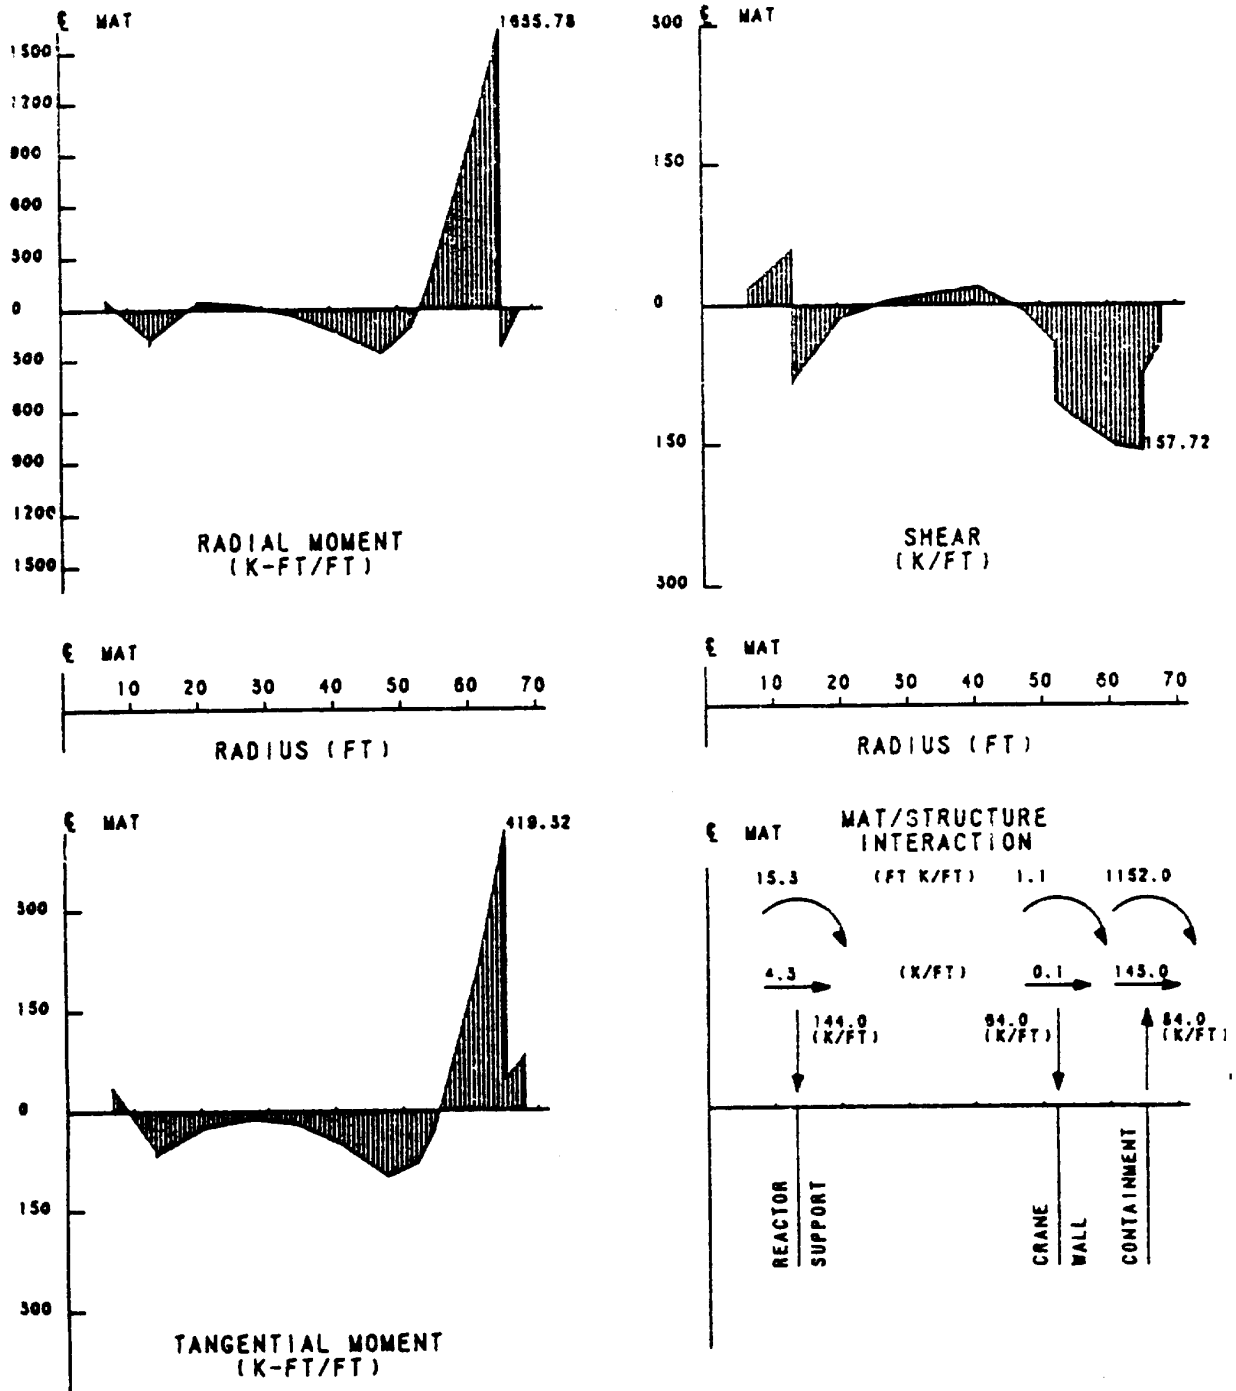 ℄ MAT
1635.78
1500
1200
900
600
300
0
300
600
900
1200
1500
RADIAL MOMENT
(K-FT/FT)
℄ MAT
300
150
0
150
157.72
300
SHEAR
(K/FT)
℄ MAT
10 20 30 40 50 60 70
RADIUS (FT)
℄ MAT
10 20 30 40 50 60 70
RADIUS (FT)
℄ MAT
419.32
300
150
0
150
300
TANGENTIAL MOMENT
(K-FT/FT)
℄ MAT
MAT/STRUCTURE
INTERACTION
15.3 (FT K/FT) 1.1 1152.0
4.3 (K/FT) 0.1 145.0
144.0
(K/FT)
64.0
(K/FT)
84.0
(K/FT)
REACTOR
SUPPORT
CRANE
WALL
CONTAINMENT